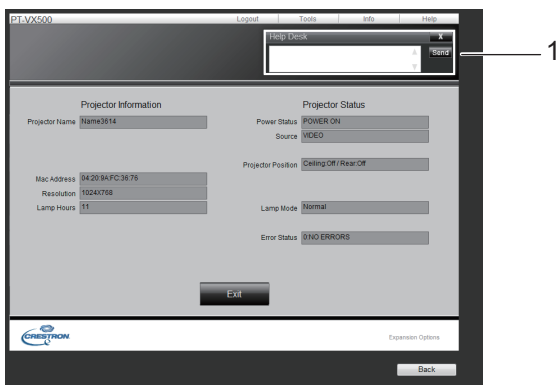 PT-VX500 Logout Tools Info Help
Help Desk X
Send
1
Projector Information
Projector Name Name3614
Mac Address 04:20:9A:FC:36:76
Resolution 1024X768
Lamp Hours 11
Projector Status
Power Status POWER ON
Source VIDEO
Projector Position Ceiling:Off / Rear:Off
Lamp Mode Normal
Error Status 0:NO ERRORS
Exit
CRESTRON
Expansion Options
Back